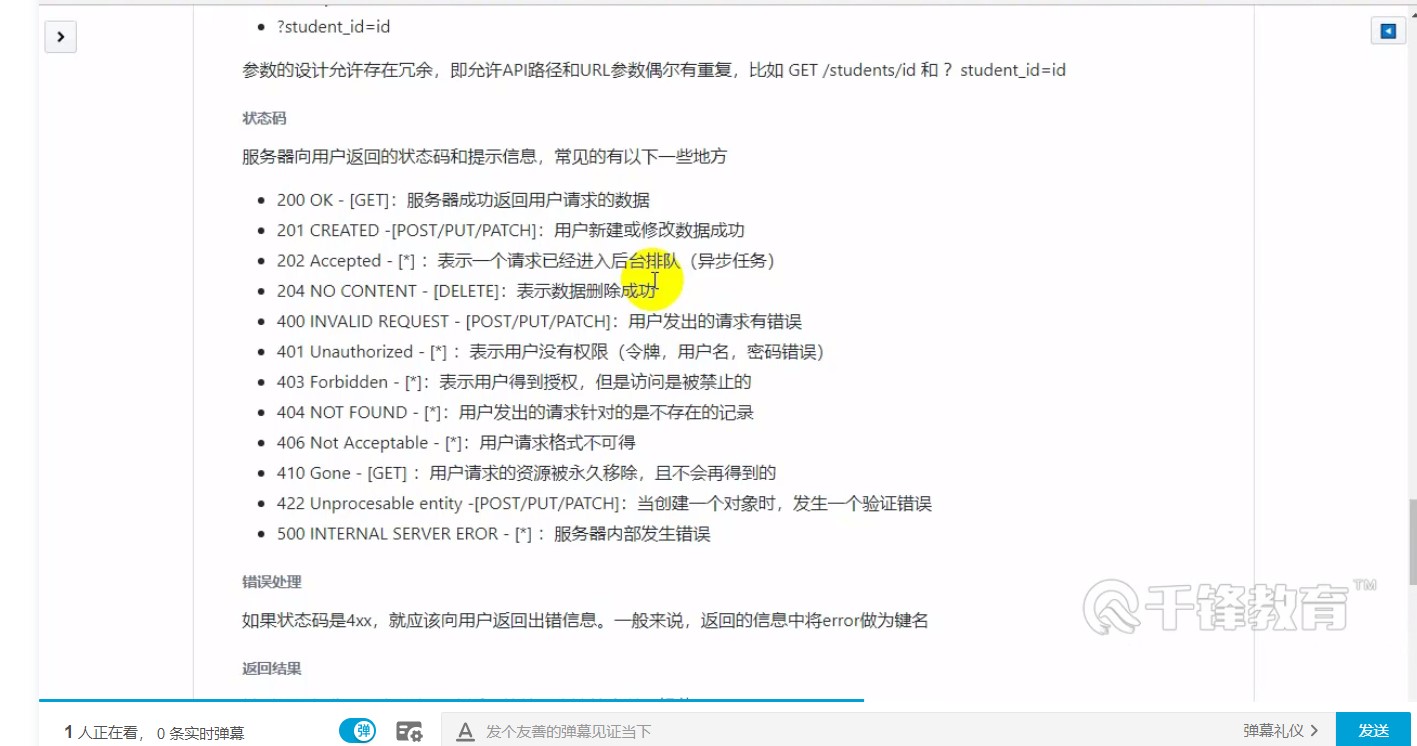 ?student_id=id
参数的设计允许存在冗余，即允许API路径和URL参数偶尔有重复，比如 GET /students/id 和？student_id=id
状态码
服务器向用户返回的状态码和提示信息，常见的有以下一些地方
200 OK - [GET]：服务器成功返回用户请求的数据
201 CREATED -[POST/PUT/PATCH]：用户新建或修改数据成功
202 Accepted - [*] ：表示一个请求已经进入后台排队（异步任务）
204 NO CONTENT - [DELETE]：表示数据删除成功
400 INVALID REQUEST - [POST/PUT/PATCH]：用户发出的请求有错误
401 Unauthorized - [*] ：表示用户没有权限（令牌，用户名，密码错误）
403 Forbidden - [*]：表示用户得到授权，但是访问是被禁止的
404 NOT FOUND - [*]：用户发出的请求针对的是不存在的记录
406 Not Acceptable - [*]：用户请求格式不可得
410 Gone - [GET] ：用户请求的资源被永久移除，且不会再得到的
422 Unprocesable entity -[POST/PUT/PATCH]：当创建一个对象时，发生一个验证错误
500 INTERNAL SERVER EROR - [*] ：服务器内部发生错误
错误处理
如果状态码是4xx，就应该向用户返回出错信息。一般来说，返回的信息中将error做为键名
千锋教育™
返回结果
1 人正在看， 0 条实时弹幕
弹
A 发个友善的弹幕见证当下
弹幕礼仪 >
发送